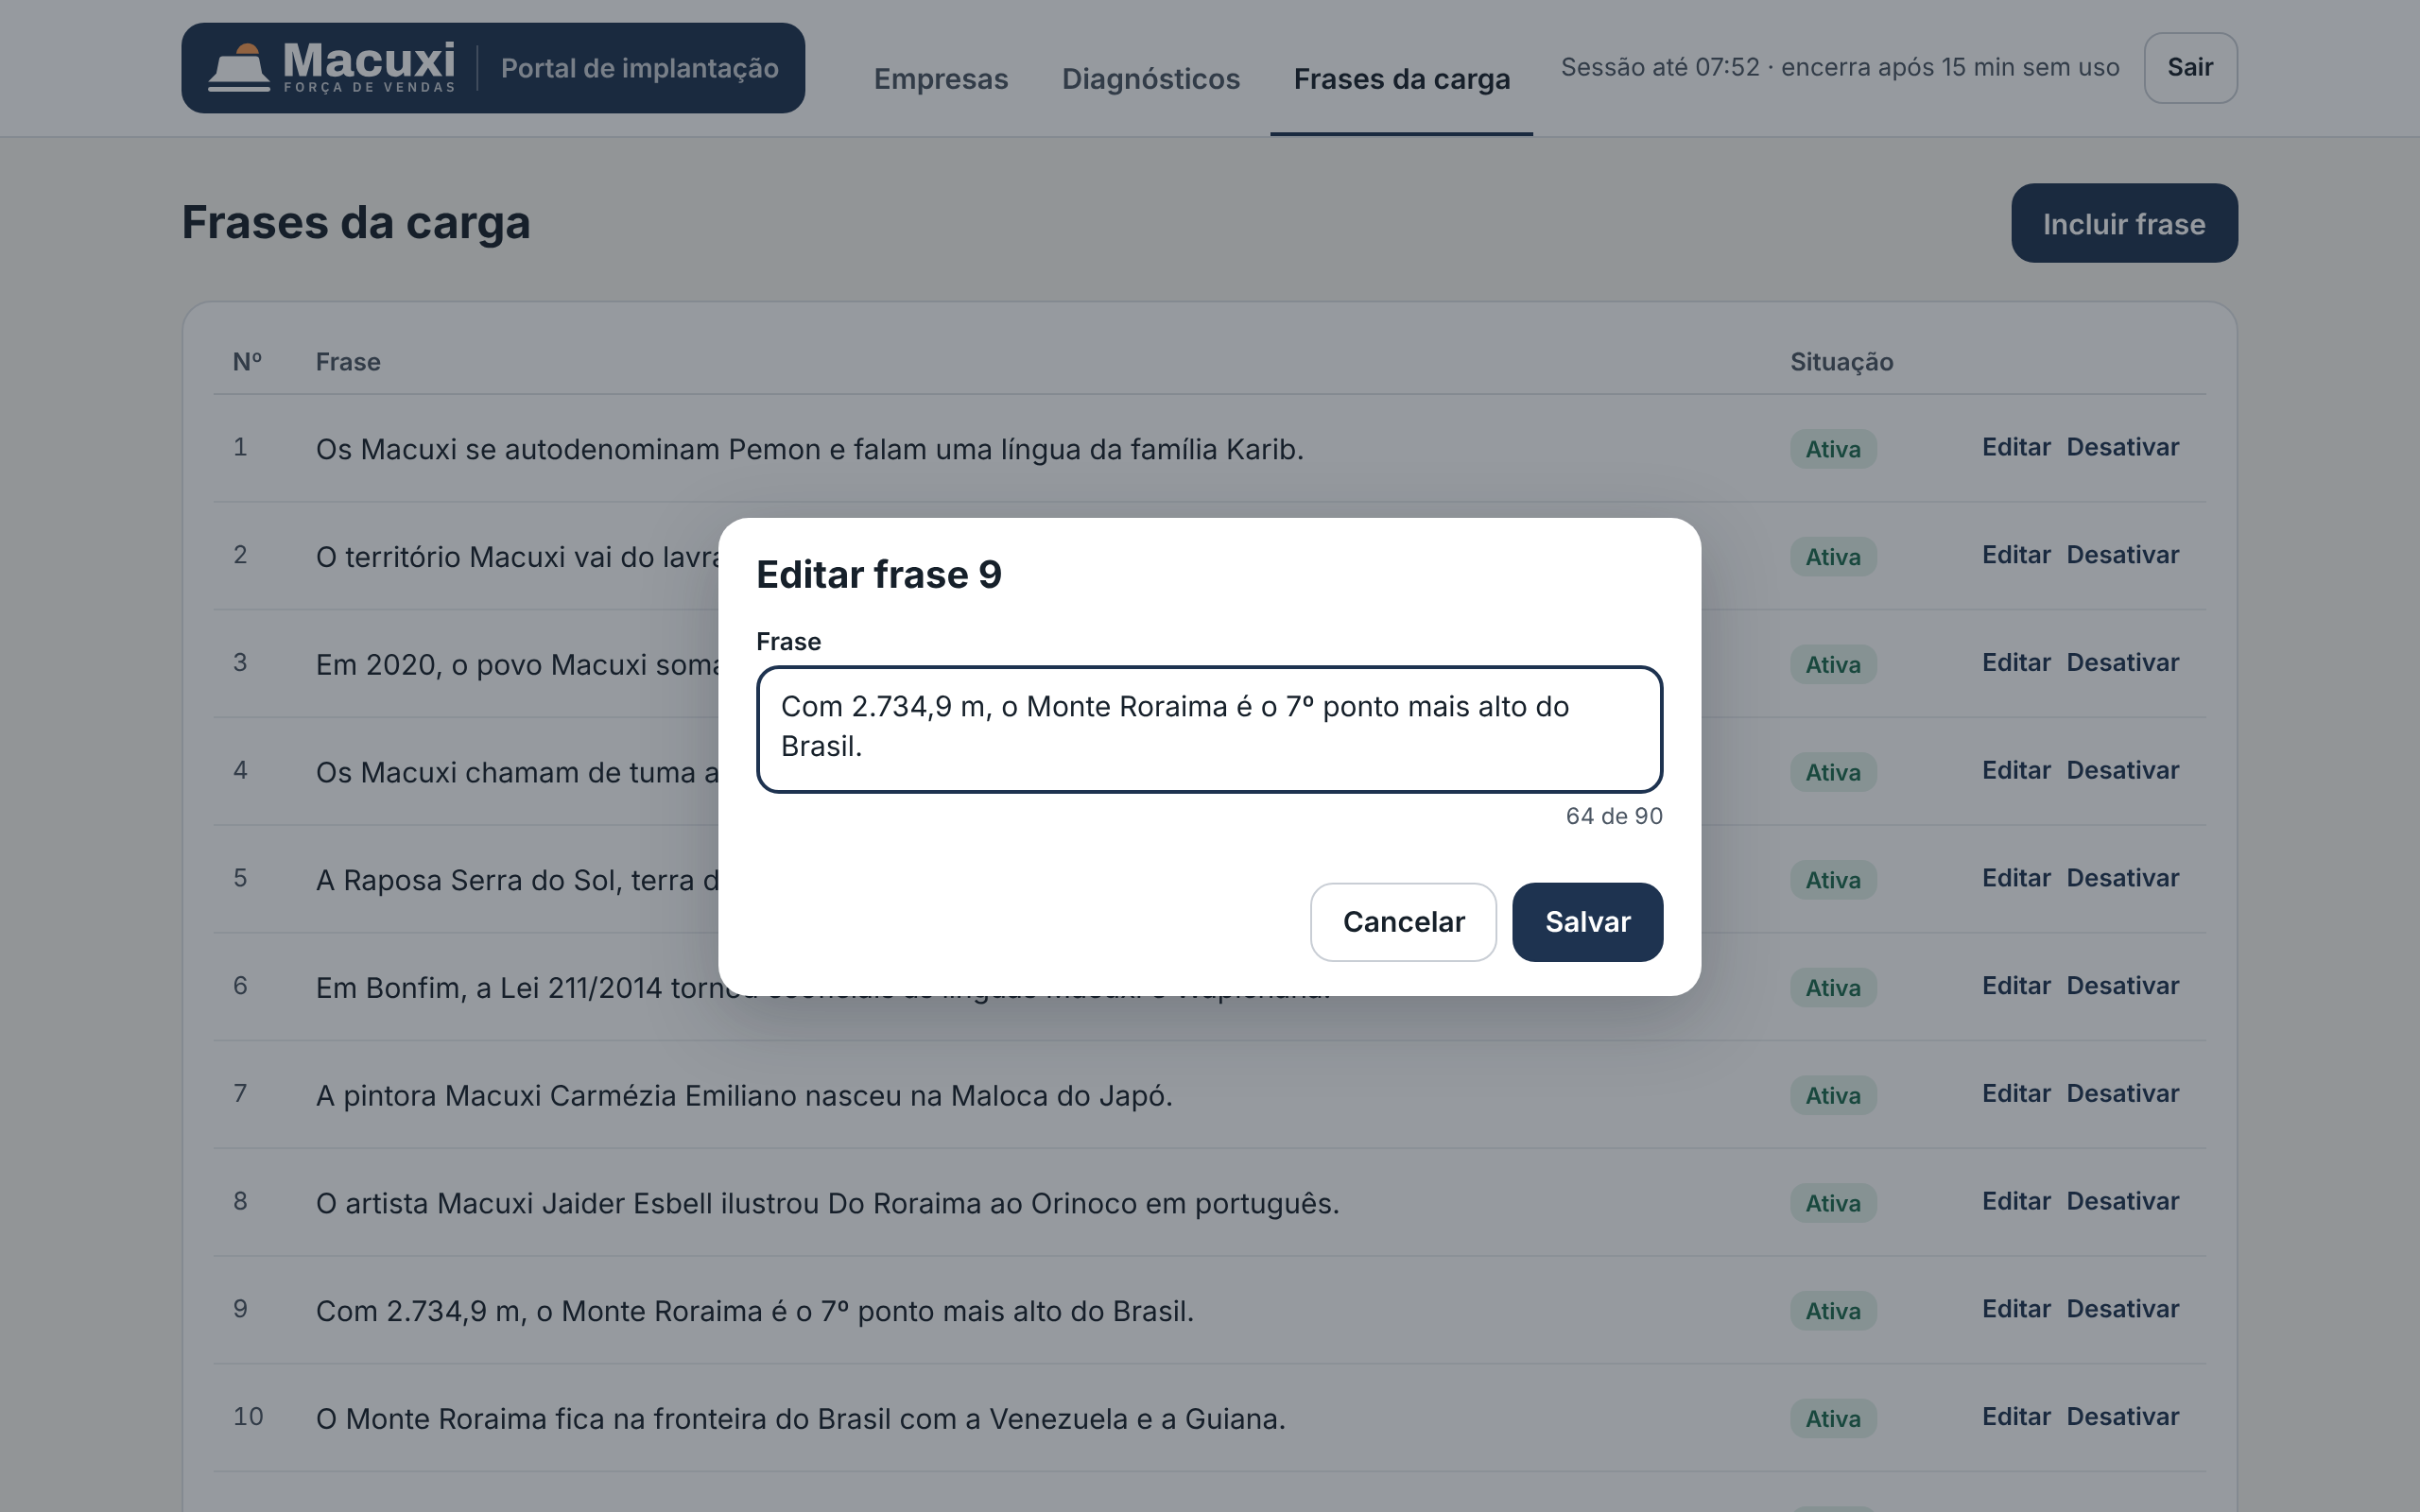 Macuxi
FORÇA DE VENDAS
Portal de implantação
Empresas
Diagnósticos
Frases da carga
Sessão até 07:52 · encerra após 15 min sem uso
Sair
Frases da carga
Incluir frase
Nº Frase Situação
1 Os Macuxi se autodenominam Pemon e falam uma língua da família Karib. Ativa Editar Desativar
2 O território Macuxi vai do Ativa Editar Desativar
3 Em 2020, o povo Macuxi Ativa Editar Desativar
4 Os Macuxi chamam de tuma Ativa Editar Desativar
5 A Raposa Serra do Sol, terra Ativa Editar Desativar
6 Em Bonfim, a Lei 211/2014 Ativa Editar Desativar
7 A pintora Macuxi Carmézia Emiliano nasceu na Maloca do Japó. Ativa Editar Desativar
8 O artista Macuxi Jaider Esbell ilustrou Do Roraima ao Orinoco em português. Ativa Editar Desativar
9 Com 2.734,9 m, o Monte Roraima é o 7º ponto mais alto do Brasil. Ativa Editar Desativar
10 O Monte Roraima fica na fronteira do Brasil com a Venezuela e a Guiana. Ativa Editar Desativar
Editar frase 9
Frase
Com 2.734,9 m, o Monte Roraima é o 7º ponto mais alto do
Brasil.
64 de 90
Cancelar
Salvar